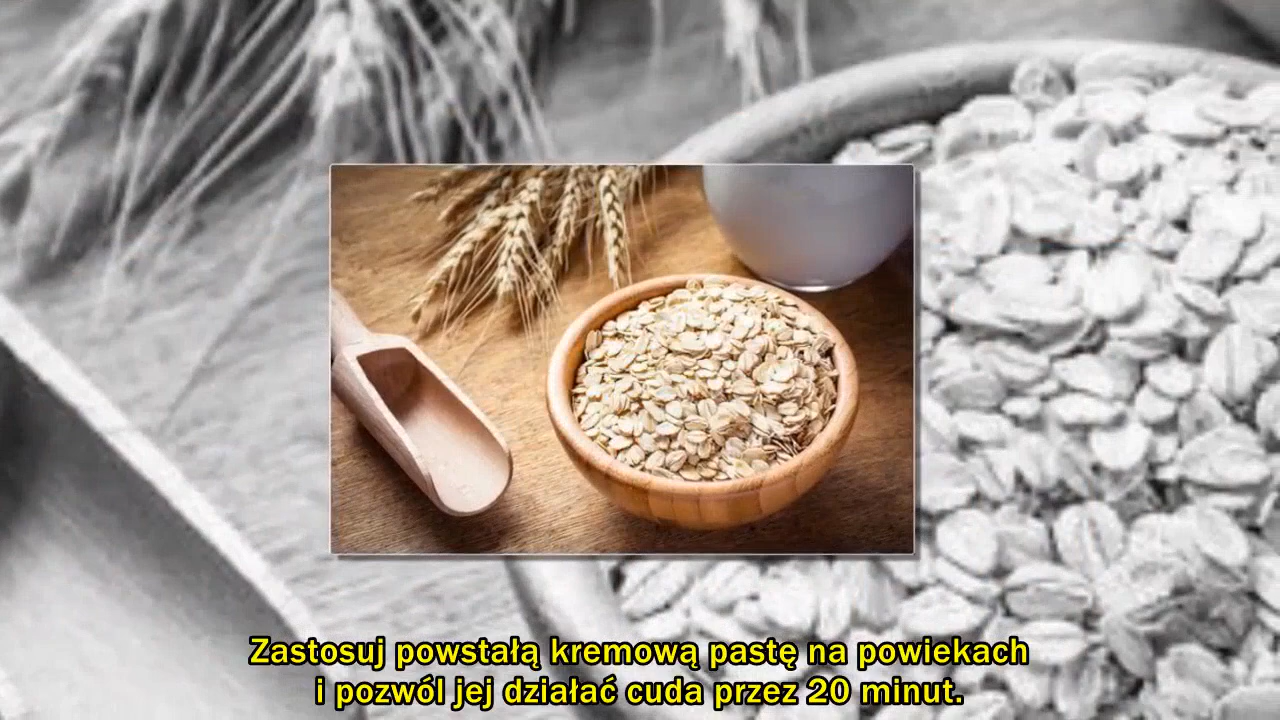 Zastosuj powstałą kremową pastę na powiekach
i pozwól jej działać cuda przez 20 minut.